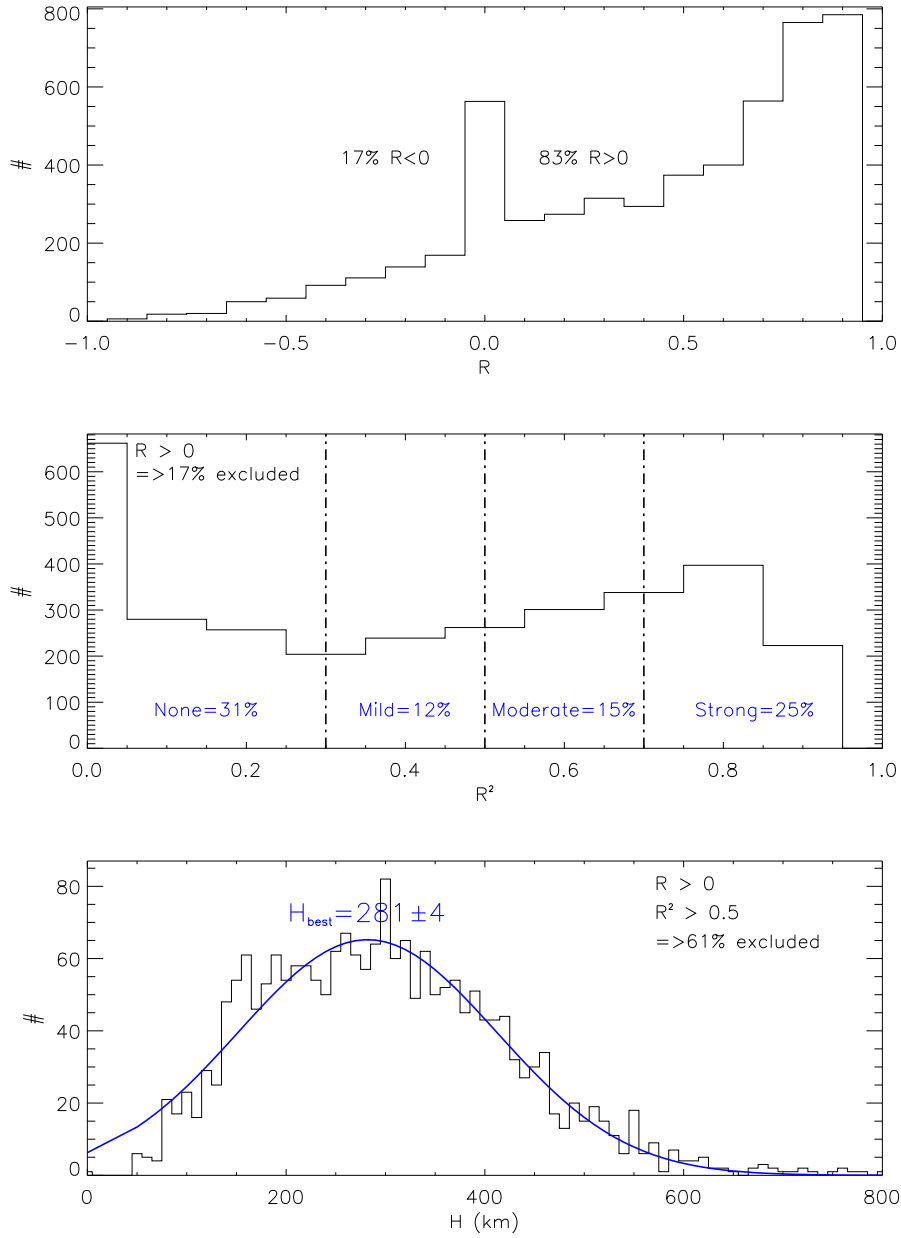 800
600
400
200
0
#
17% R<0
83% R>0
−1.0
−0.5
0.0
0.5
1.0
R
600
500
400
300
200
100
0
#
R > 0
=>17% excluded
None=31%
Mild=12%
Moderate=15%
Strong=25%
0.0
0.2
0.4
0.6
0.8
1.0
R²
80
60
40
20
0
#
H_best=281±4
R > 0
R² > 0.5
=>61% excluded
0
200
400
600
800
H (km)